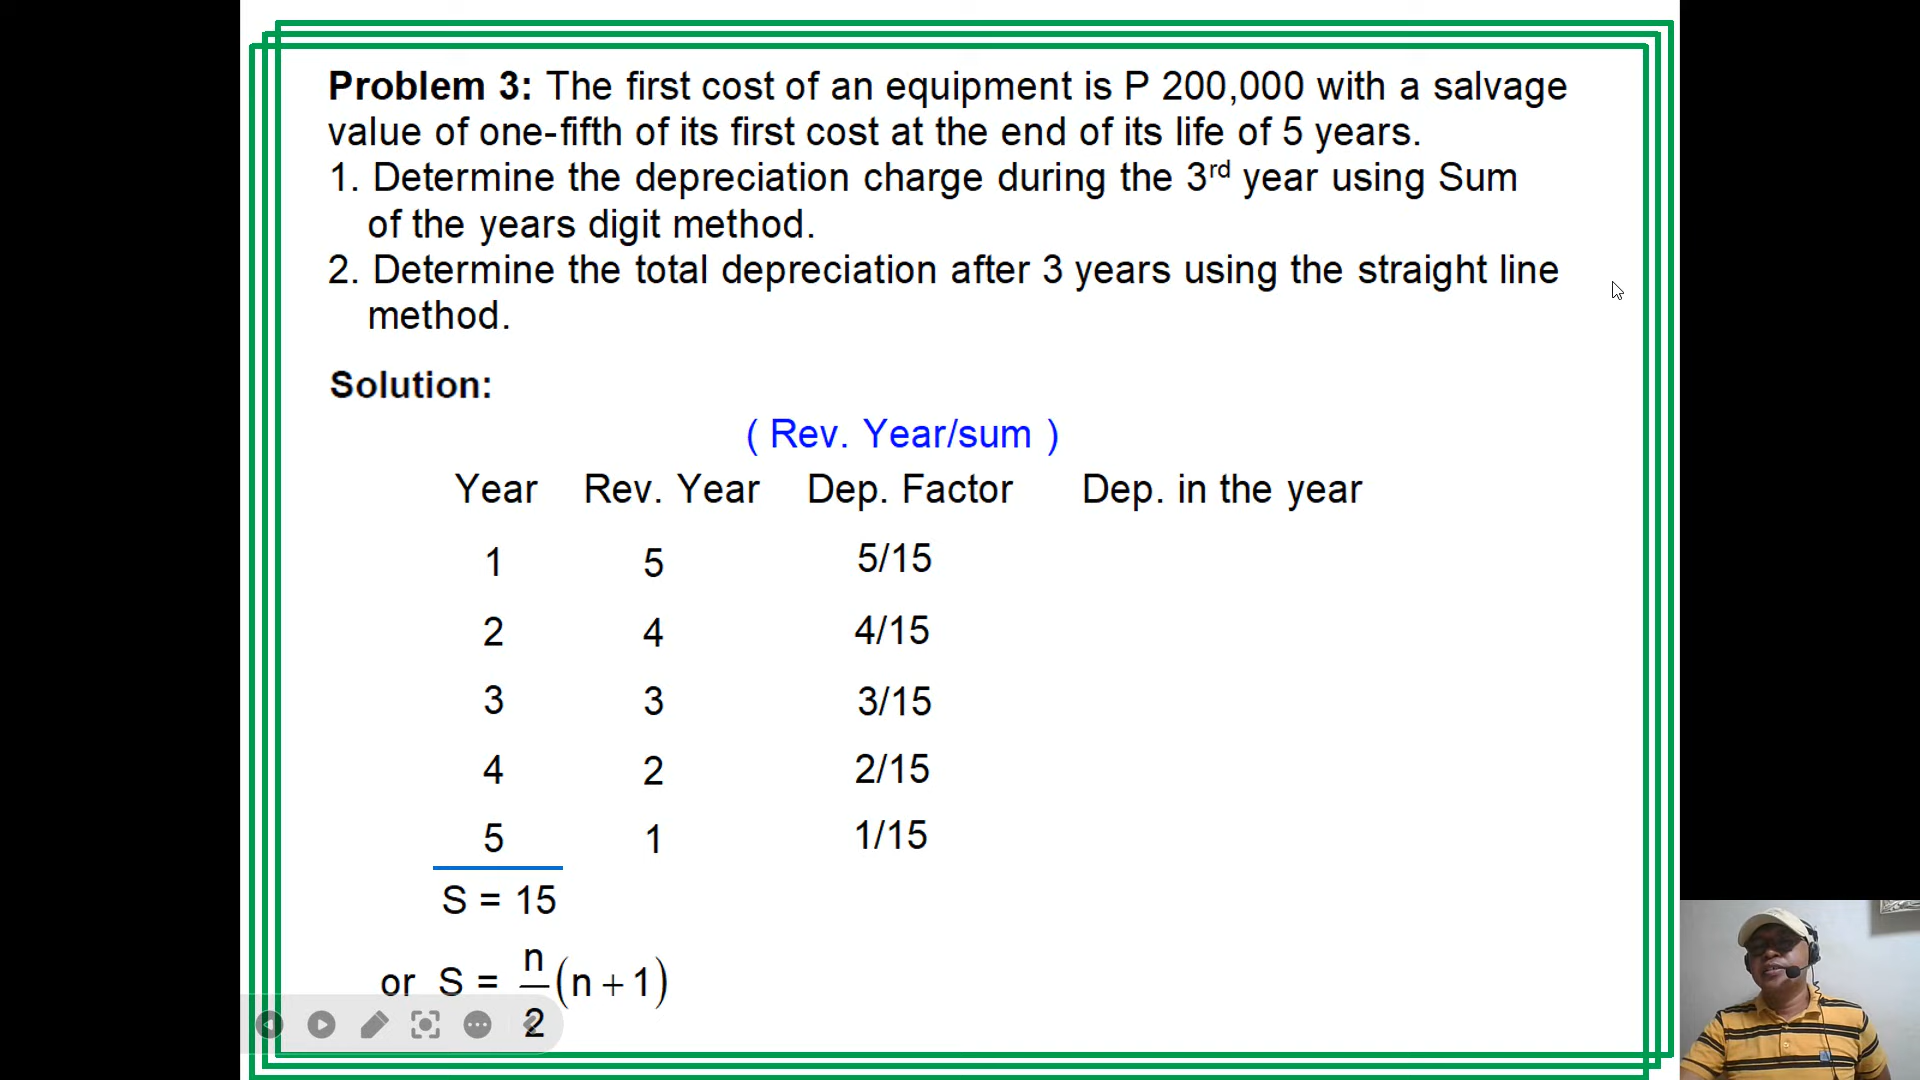 Problem 3: The first cost of an equipment is P 200,000 with a salvage
value of one-fifth of its first cost at the end of its life of 5 years.
1. Determine the depreciation charge during the 3rd year using Sum
of the years digit method.
2. Determine the total depreciation after 3 years using the straight line
method.
Solution:
( Rev. Year/sum )
Year Rev. Year Dep. Factor Dep. in the year
1 5 5/15
2 4 4/15
3 3 3/15
4 2 2/15
5 1 1/15
S = 15
or S = n/2 (n + 1)